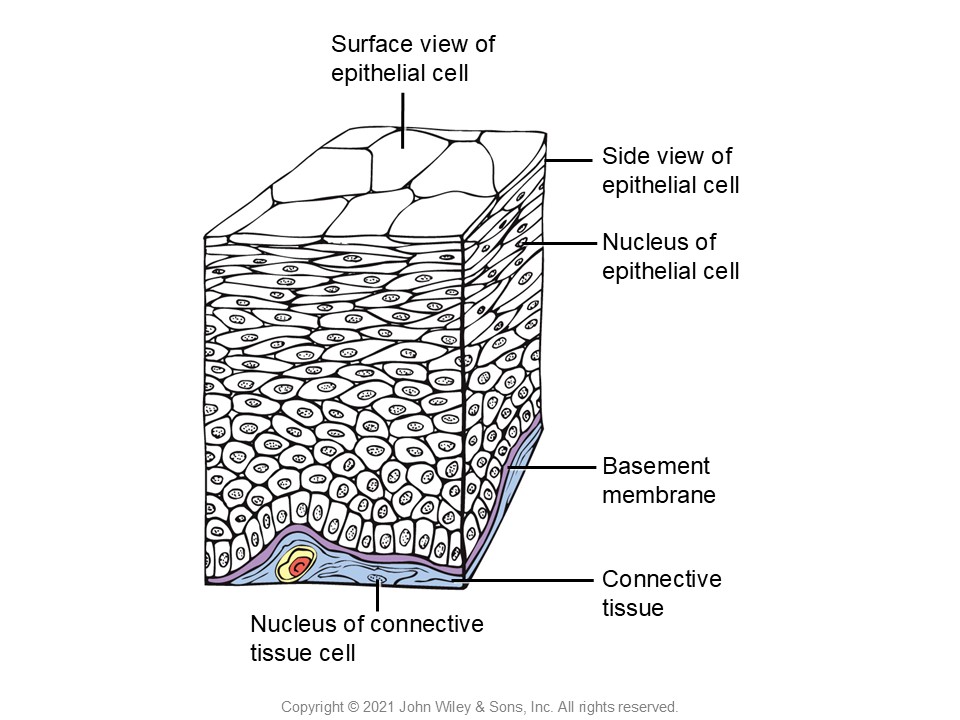 Surface view of
epithelial cell
Side view of
epithelial cell
Nucleus of
epithelial cell
Basement
membrane
Connective
tissue
Nucleus of connective
tissue cell
Copyright © 2021 John Wiley & Sons, Inc. All rights reserved.